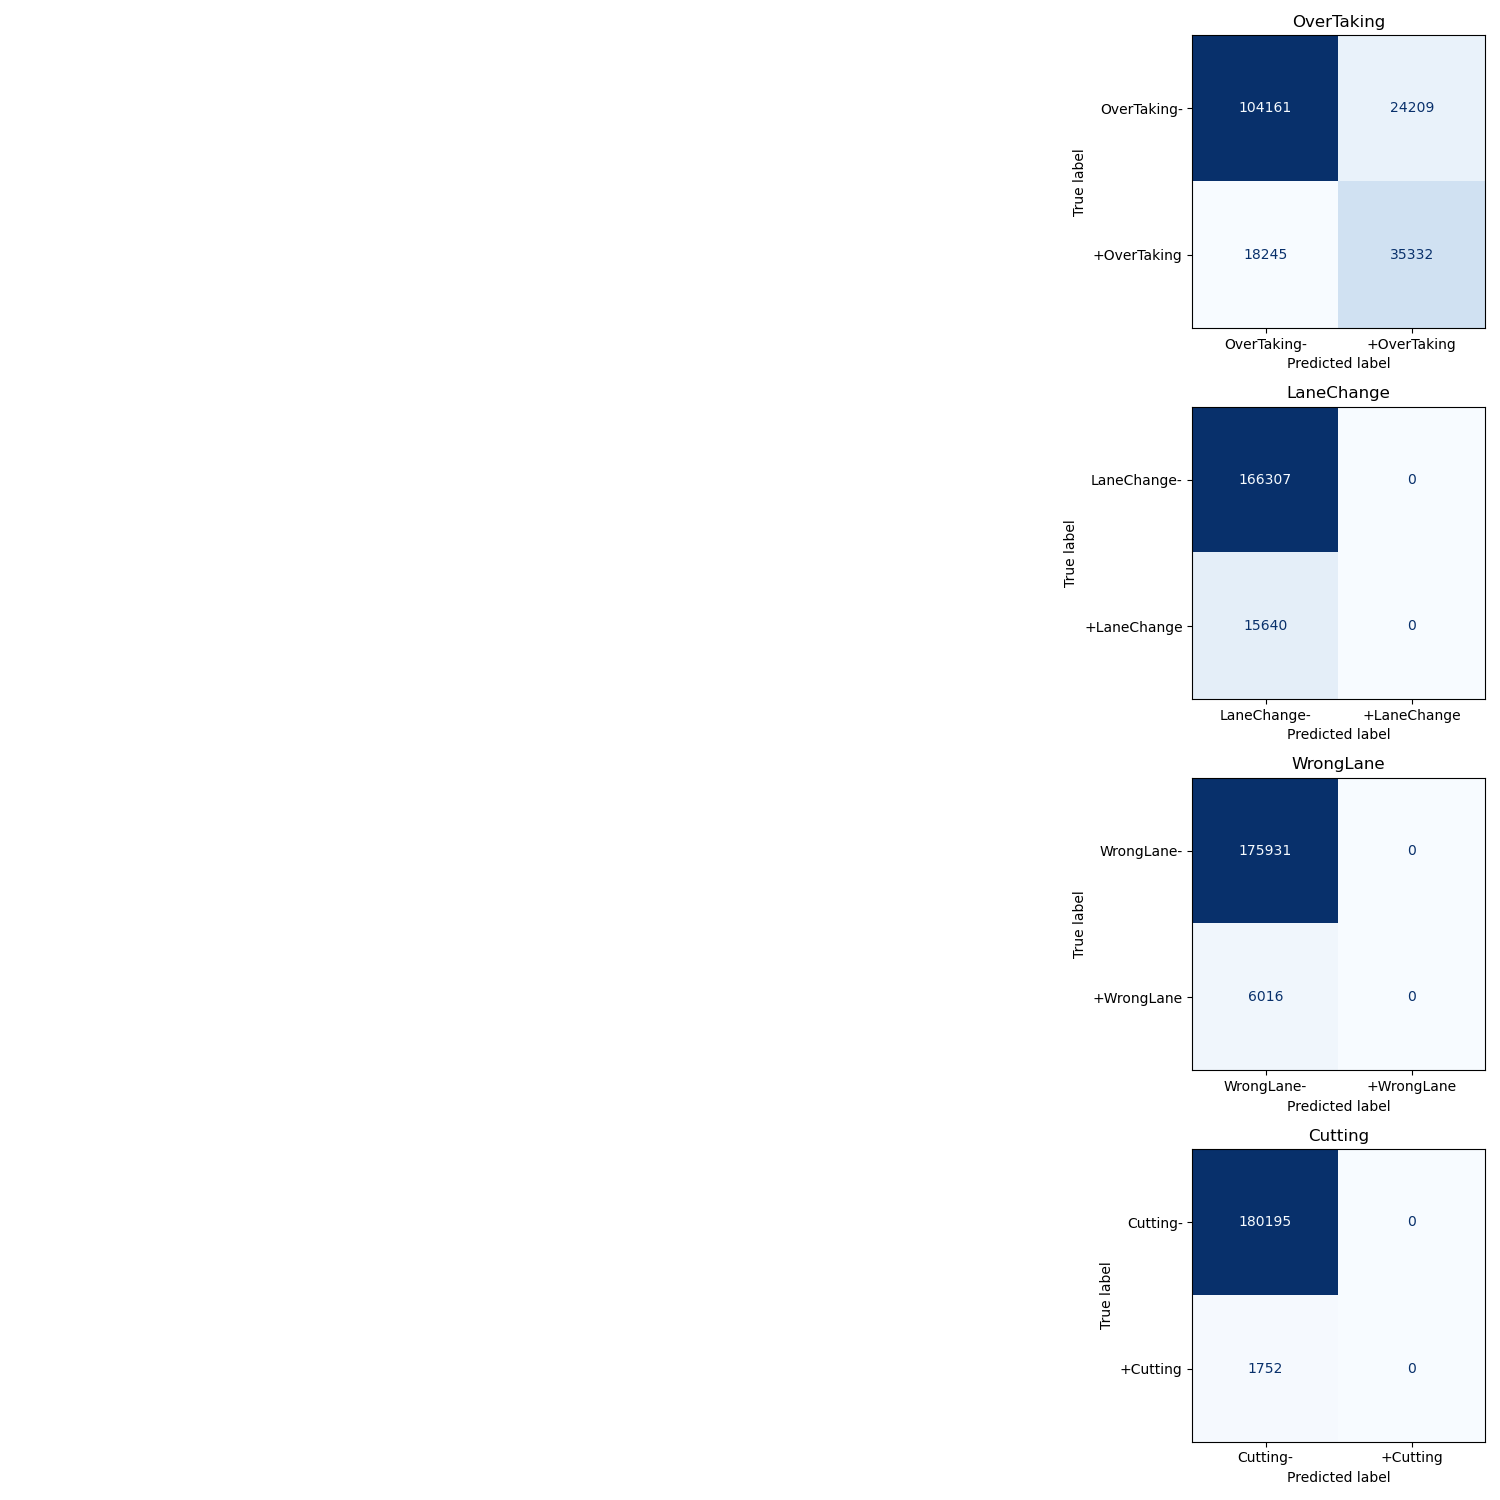 OverTaking
OverTaking-
104161 24209
True label
+OverTaking
18245 35332
OverTaking- +OverTaking
Predicted label
LaneChange
LaneChange-
166307 0
True label
+LaneChange
15640 0
LaneChange- +LaneChange
Predicted label
WrongLane
WrongLane-
175931 0
True label
+WrongLane
6016 0
WrongLane- +WrongLane
Predicted label
Cutting
Cutting-
180195 0
True label
+Cutting
1752 0
Cutting- +Cutting
Predicted label